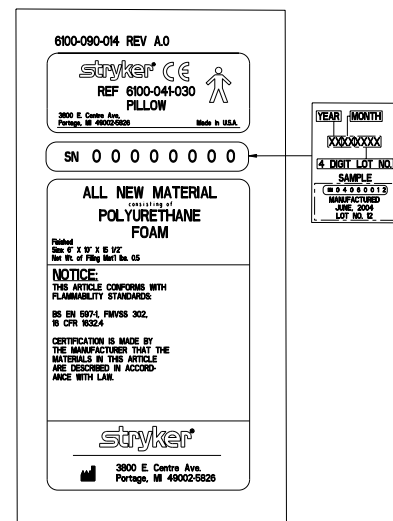 6100-090-014 REV A.0
stryker® CE
REF 6100-041-030
PILLOW
3800 E. Centre Ave.
Portage, MI 49002-5826 Made in U.S.A.
SN 0 0 0 0 0 0 0 0
YEAR MONTH
XXXXXXXX
4 DIGIT LOT NO.
SAMPLE
04060012
MANUFACTURED
JUNE, 2004
LOT NO. 12
ALL NEW MATERIAL
consisting of
POLYURETHANE
FOAM
Finished
Size: 6" X 10" X 15 1/2"
Net Wt. of Filling Mat'l lbs. 0.5
NOTICE:
THIS ARTICLE CONFORMS WITH
FLAMMABILITY STANDARDS:
BS EN 597-1, FMVSS 302,
16 CFR 1632.4
CERTIFICATION IS MADE BY
THE MANUFACTURER THAT THE
MATERIALS IN THIS ARTICLE
ARE DESCRIBED IN ACCORD-
ANCE WITH LAW.
stryker®
3800 E. Centre Ave.
Portage, MI 49002-5826